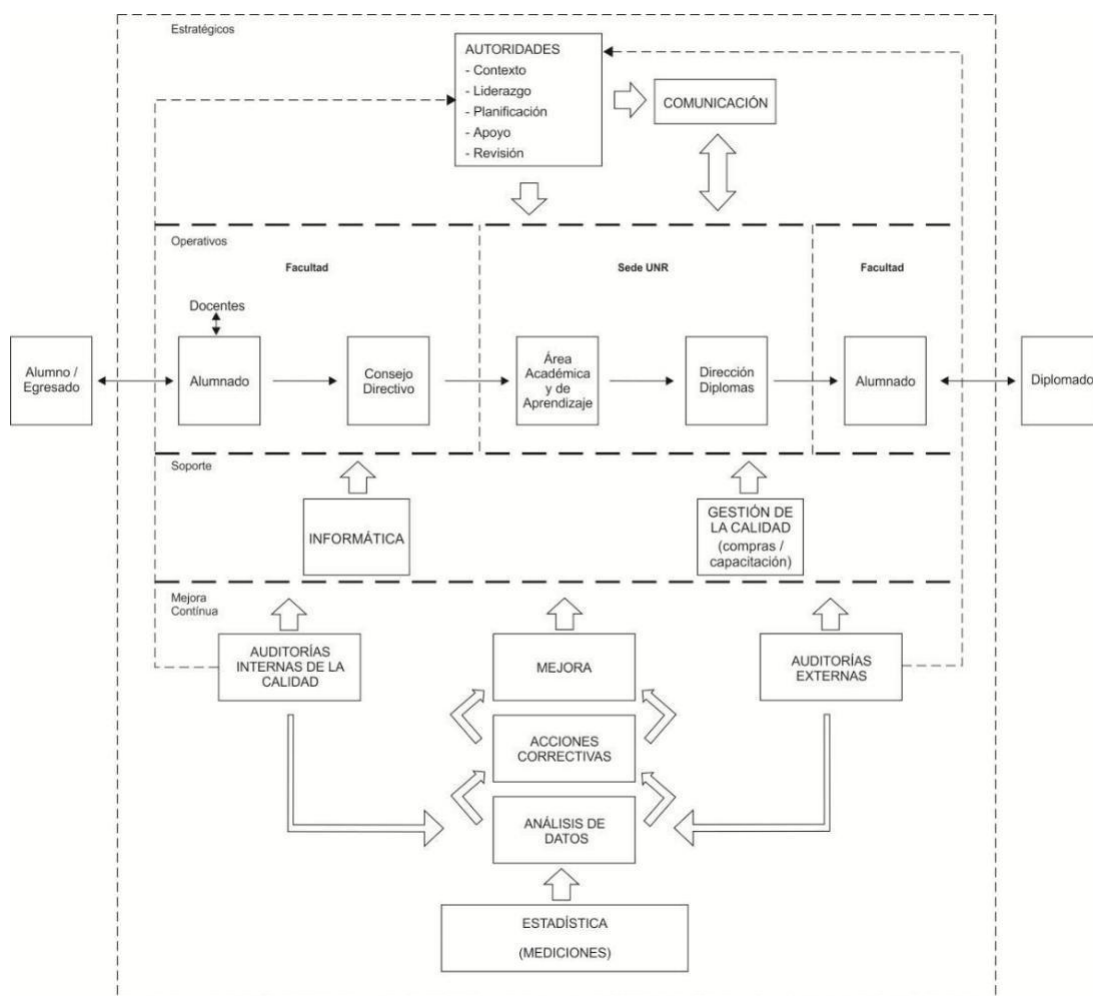 Estratégicos
AUTORIDADES
- Contexto
- Liderazgo
- Planificación
- Apoyo
- Revisión
COMUNICACIÓN
Operativos
Facultad
Sede UNR
Facultad
Docentes
Alumno /
Egresado
Alumnado
Consejo
Directivo
Área
Académica
y de
Aprendizaje
Dirección
Diplomas
Alumnado
Diplomado
Soporte
INFORMÁTICA
GESTIÓN DE
LA CALIDAD
(compras /
capacitación)
Mejora
Contínua
AUDITORÍAS
INTERNAS DE LA
CALIDAD
MEJORA
AUDITORÍAS
EXTERNAS
ACCIONES
CORRECTIVAS
ANÁLISIS DE
DATOS
ESTADÍSTICA
(MEDICIONES)